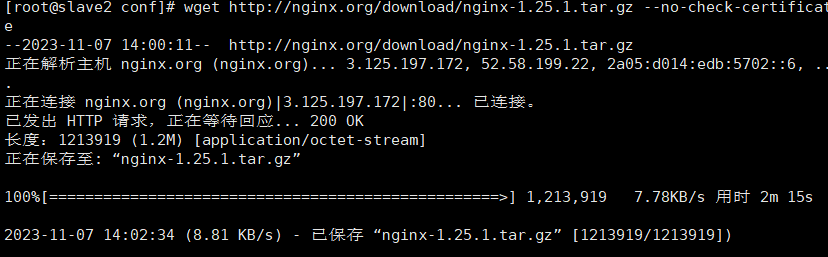 [root@slave2 conf]# wget http://nginx.org/download/nginx-1.25.1.tar.gz --no-check-certificat
e
--2023-11-07 14:00:11--  http://nginx.org/download/nginx-1.25.1.tar.gz
正在解析主机 nginx.org (nginx.org)... 3.125.197.172, 52.58.199.22, 2a05:d014:edb:5702::6, ..
.
正在连接 nginx.org (nginx.org)|3.125.197.172|:80... 已连接。
已发出 HTTP 请求，正在等待回应... 200 OK
长度：1213919 (1.2M) [application/octet-stream]
正在保存至: “nginx-1.25.1.tar.gz”
100%[==================================================>] 1,213,919   7.78KB/s 用时 2m 15s
2023-11-07 14:02:34 (8.81 KB/s) - 已保存 “nginx-1.25.1.tar.gz” [1213919/1213919])